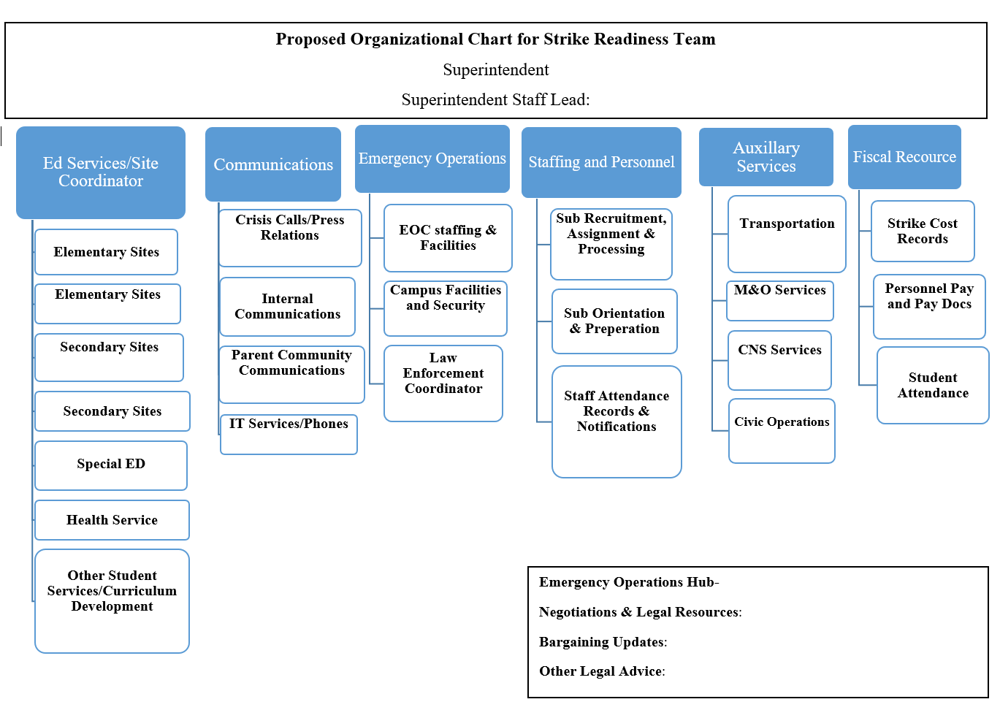 Proposed Organizational Chart for Strike Readiness Team
Superintendent
Superintendent Staff Lead:
Ed Services/Site
Coordinator
Elementary Sites
Elementary Sites
Secondary Sites
Secondary Sites
Special ED
Health Service
Other Student
Services/Curriculum
Development
Communications
Crisis Calls/Press
Relations
Internal
Communications
Parent Community
Communications
IT Services/Phones
Emergency Operations
EOC staffing &
Facilities
Campus Facilities
and Security
Law
Enforcement
Coordinator
Staffing and Personnel
Sub Recruitment,
Assignment &
Processing
Sub Orientation
& Preperation
Staff Attendance
Records &
Notifications
Auxillary
Services
Transportation
M&O Services
CNS Services
Civic Operations
Fiscal Recource
Strike Cost
Records
Personnel Pay
and Pay Docs
Student
Attendance
Emergency Operations Hub-
Negotiations & Legal Resources:
Bargaining Updates:
Other Legal Advice: